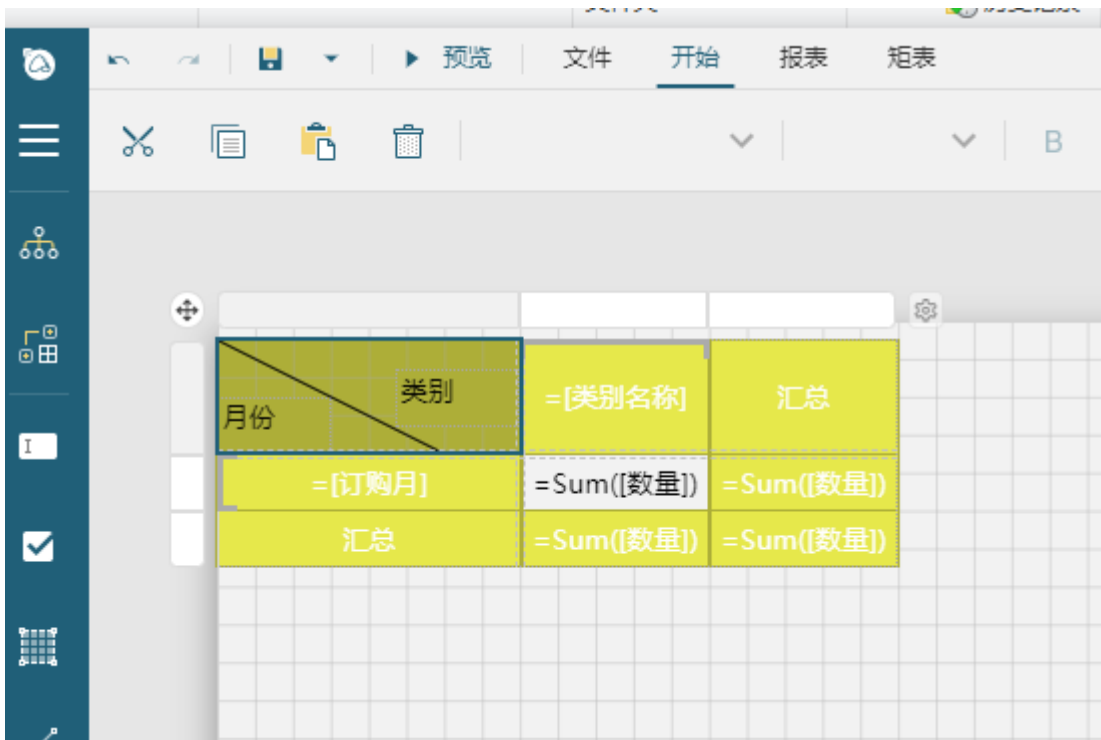 预览 文件 开始 报表 矩表
B
类别
月份
=[类别名称] 汇总
=[订购月] =Sum([数量]) =Sum([数量])
汇总 =Sum([数量]) =Sum([数量])